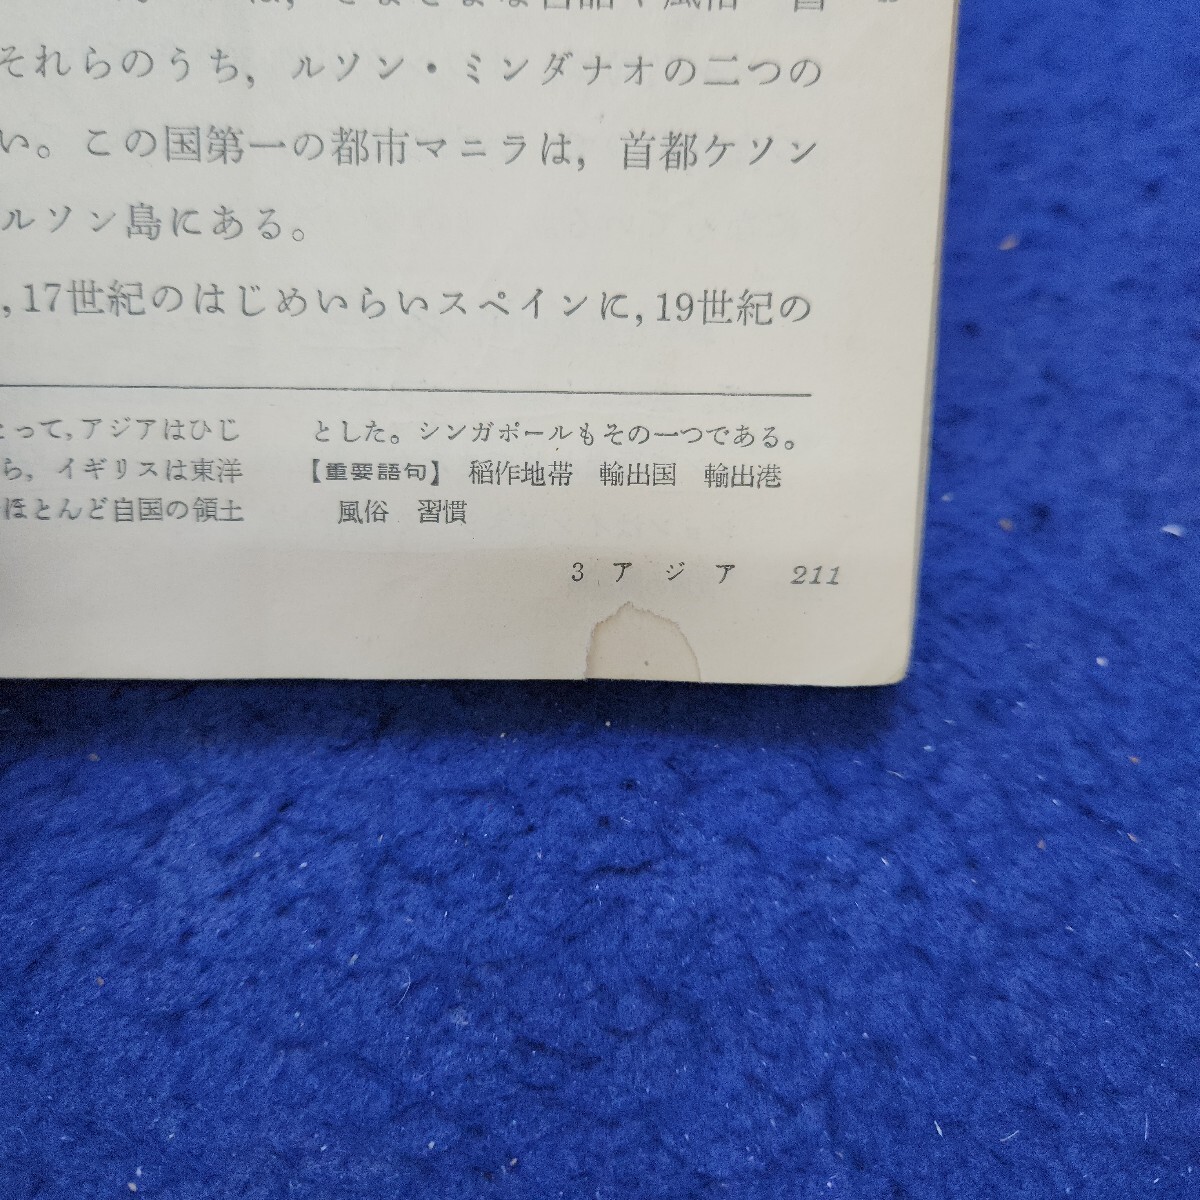 それらのうち，ルソン・ミンダナオの二つの
い。この国第一の都市マニラは，首都ケソン
ルソン島にある。
，17世紀のはじめいらいスペインに，19世紀の
とって，アジアはひじ
ら，イギリスは東洋
ほとんど自国の領土
とした。シンガポールもその一つである。
【重要語句】 稲作地帯 輸出国 輸出港
風俗 習慣
3 アジア 211